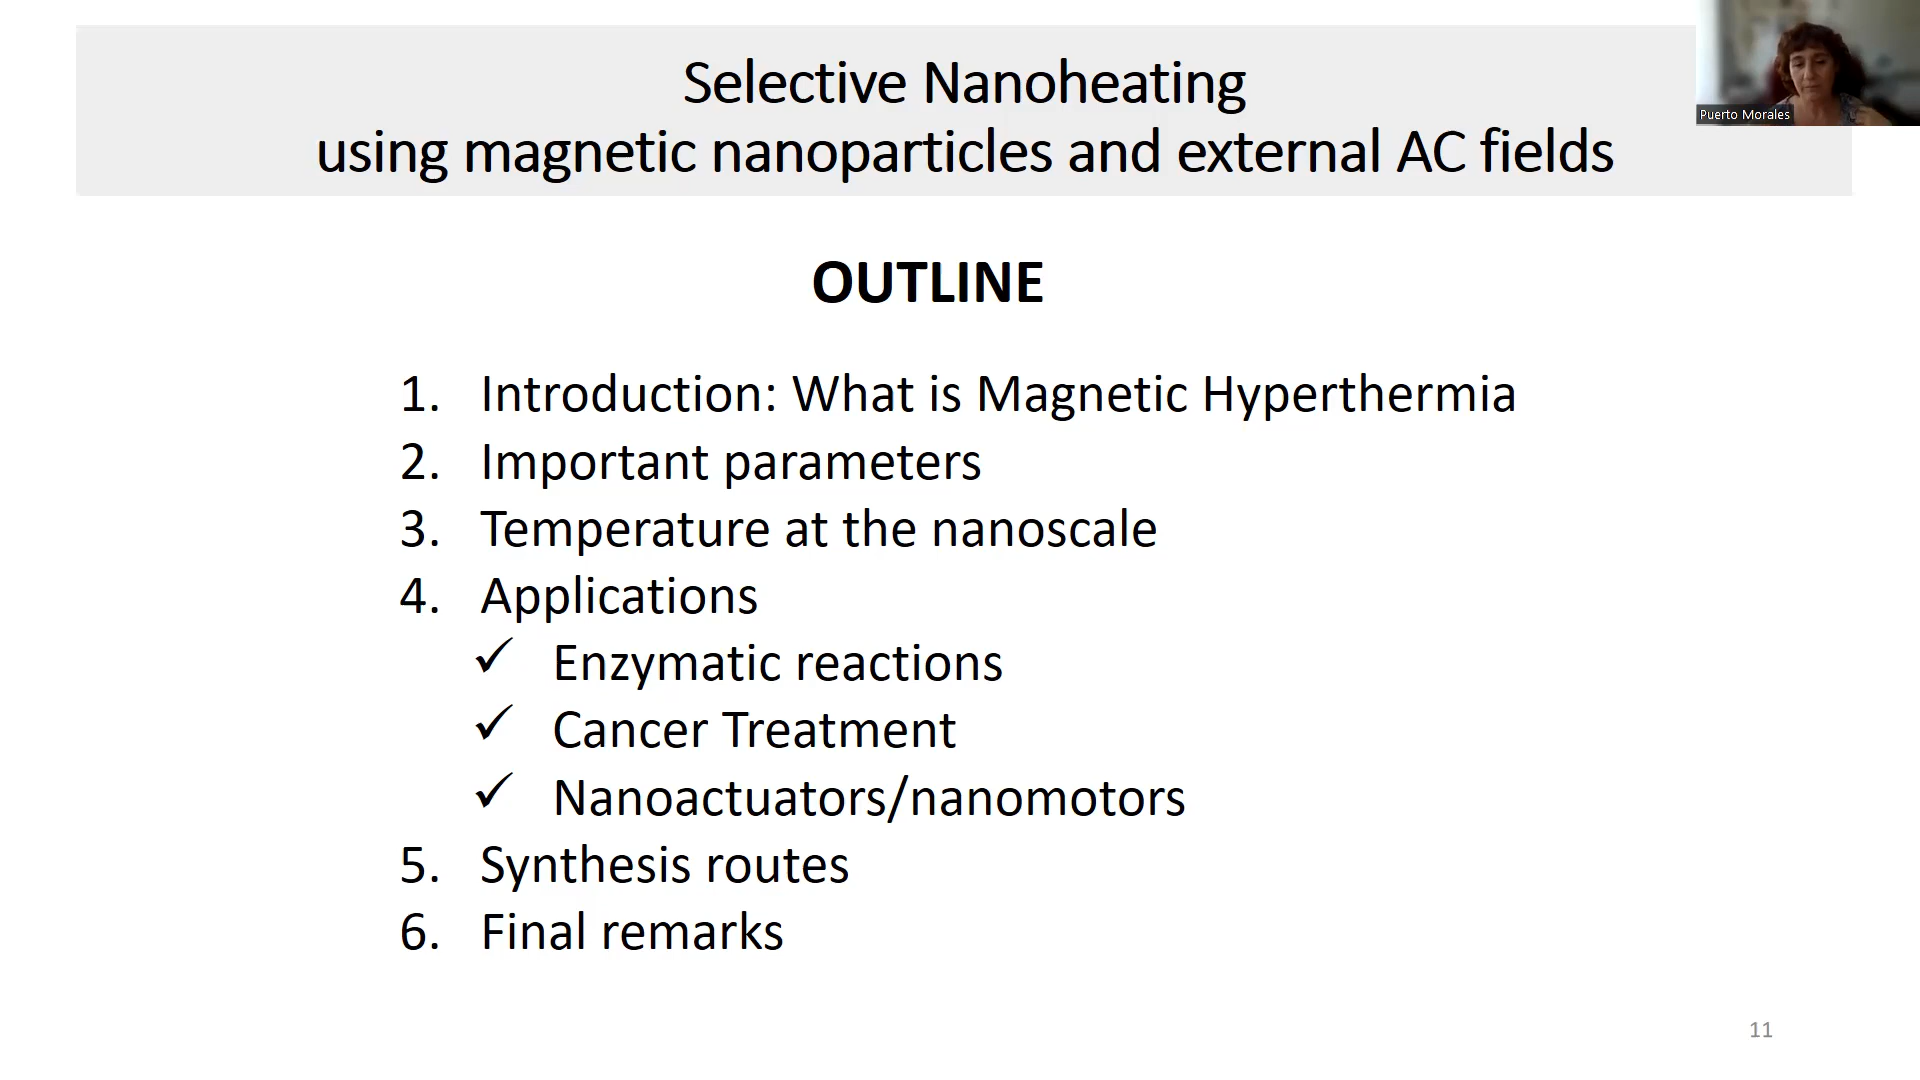 Selective Nanoheating
using magnetic nanoparticles and external AC fields
Puerto Morales
OUTLINE
1. Introduction: What is Magnetic Hyperthermia
2. Important parameters
3. Temperature at the nanoscale
4. Applications
✓ Enzymatic reactions
✓ Cancer Treatment
✓ Nanoactuators/nanomotors
5. Synthesis routes
6. Final remarks
11